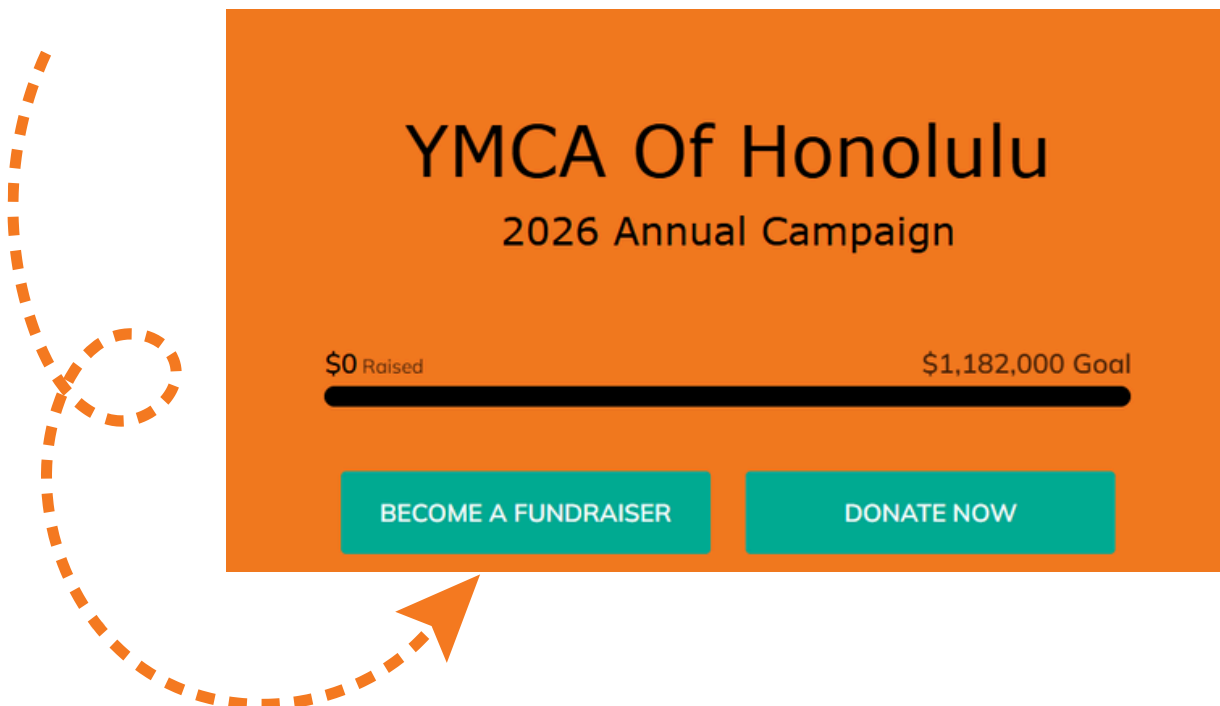 YMCA Of Honolulu
2026 Annual Campaign
$0 Raised $1,182,000 Goal
BECOME A FUNDRAISER DONATE NOW